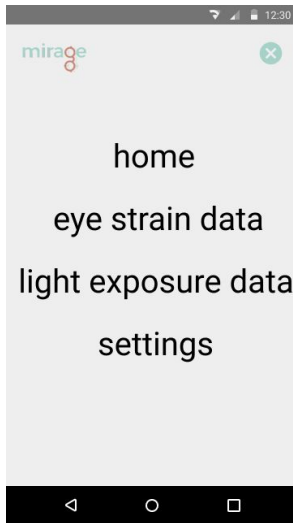 12:30
mirage
home
eye strain data
light exposure data
settings